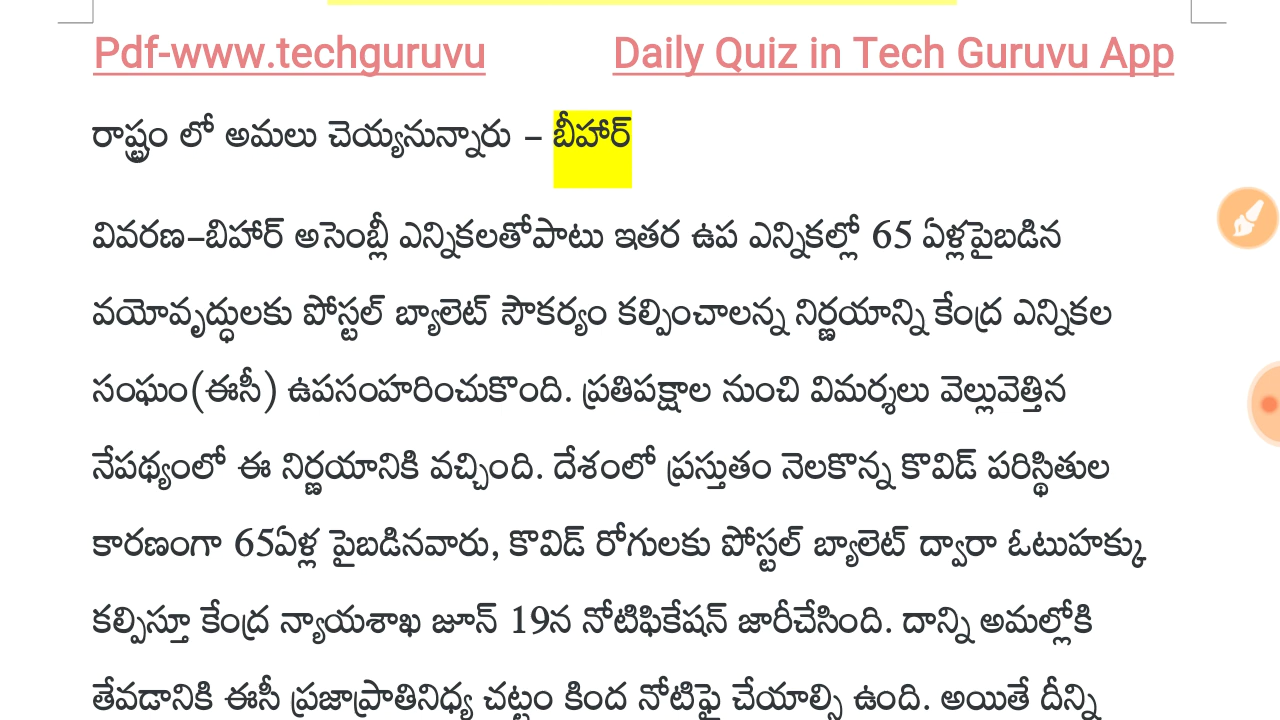 Pdf-www.techguruvu Daily Quiz in Tech Guruvu App
రాష్ట్రం లో అమలు చెయ్యనున్నారు – బీహార్
వివరణ–బిహార్ అసెంబ్లీ ఎన్నికలతోపాటు ఇతర ఉప ఎన్నికల్లో 65 ఏళ్లపైబడిన
వయోవృద్ధులకు పోస్టల్ బ్యాలెట్ సౌకర్యం కల్పించాలన్న నిర్ణయాన్ని కేంద్ర ఎన్నికల
సంఘం(ఈసీ) ఉపసంహరించుకొంది. ప్రతిపక్షాల నుంచి విమర్శలు వెల్లువెత్తిన
నేపథ్యంలో ఈ నిర్ణయానికి వచ్చింది. దేశంలో ప్రస్తుతం నెలకొన్న కొవిడ్ పరిస్థితుల
కారణంగా 65ఏళ్ల పైబడినవారు, కొవిడ్ రోగులకు పోస్టల్ బ్యాలెట్ ద్వారా ఓటుహక్కు
కల్పిస్తూ కేంద్ర న్యాయశాఖ జూన్ 19న నోటిఫికేషన్ జారీచేసింది. దాన్ని అమల్లోకి
తేవడానికి ఈసీ ప్రజాప్రాతినిధ్య చట్టం కింద నోటిఫై చేయాల్సి ఉంది. అయితే దీన్ని